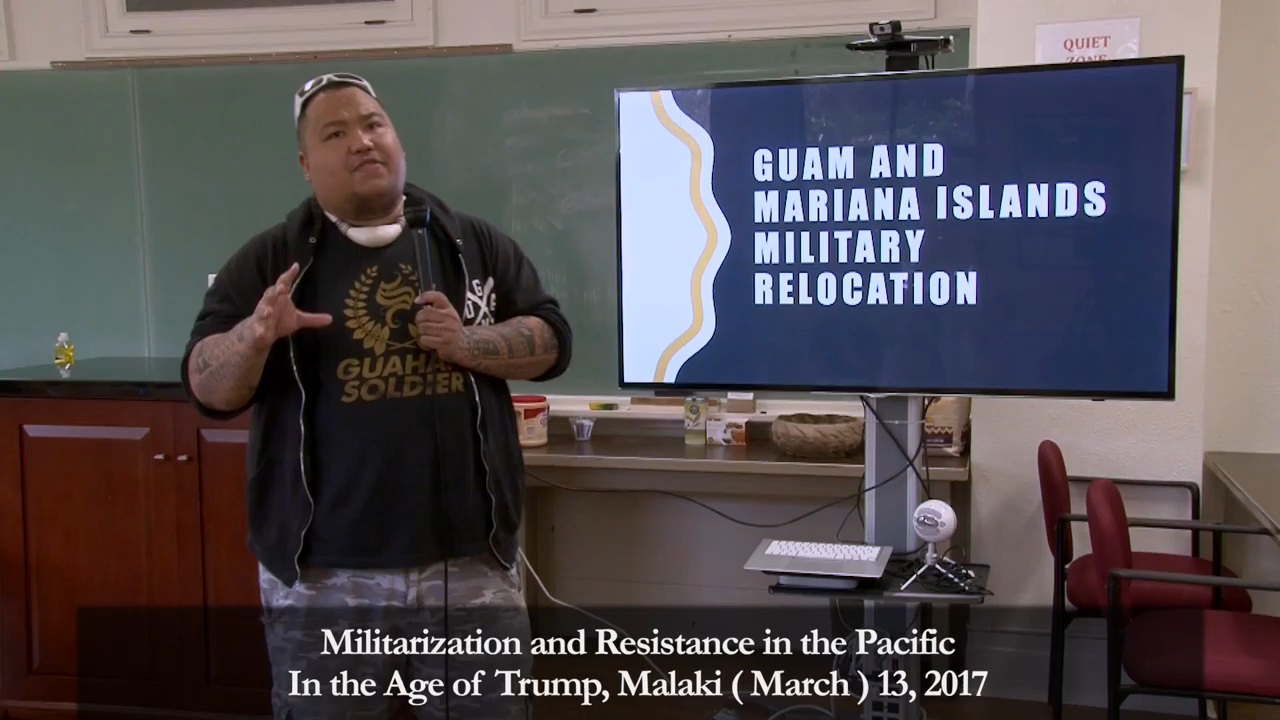 QUIET
ZONE
GUAM AND
MARIANA ISLANDS
MILITARY
RELOCATION
SOLDIER
Militarization and Resistance in the Pacific
In the Age of Trump, Malaki ( March ) 13, 2017